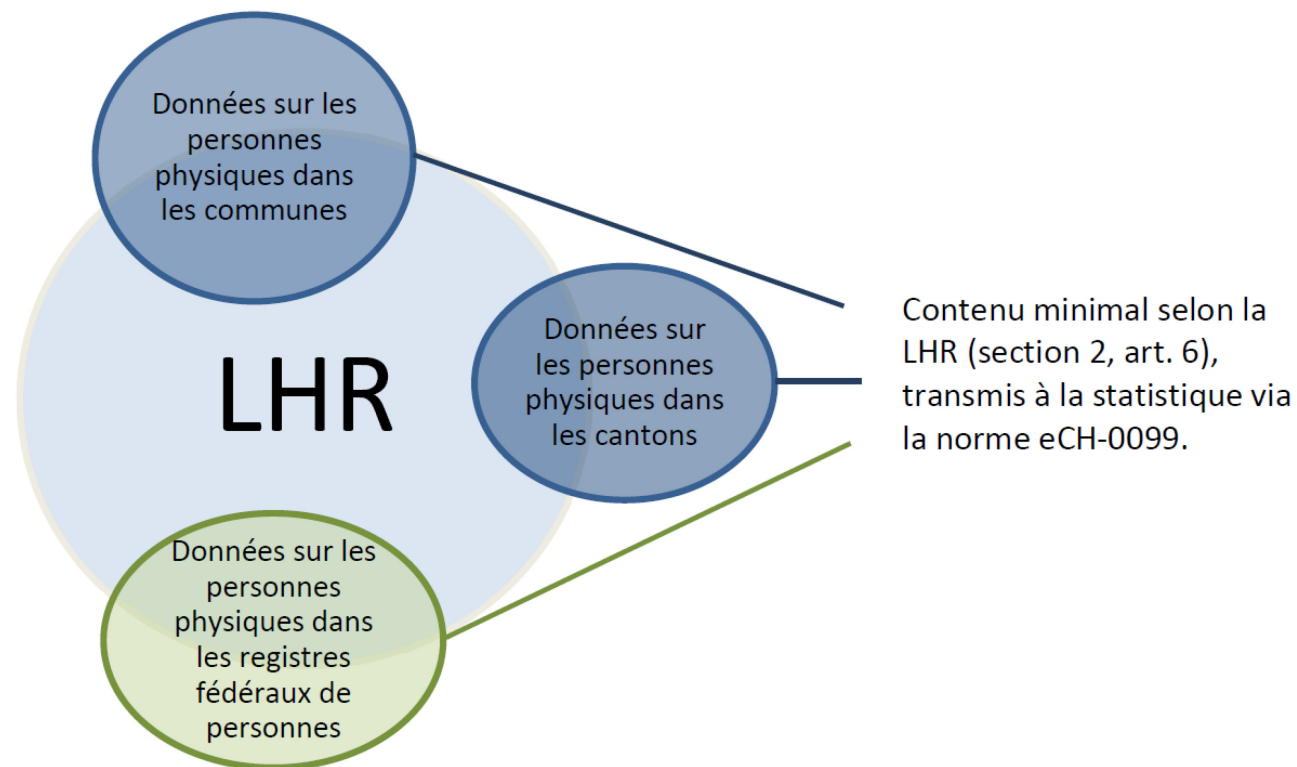 Données sur les
personnes
physiques dans
les communes
LHR
Données sur
les personnes
physiques dans
les cantons
Données sur les
personnes
physiques dans
les registres
fédéraux de
personnes
Contenu minimal selon la
LHR (section 2, art. 6),
transmis à la statistique via
la norme eCH-0099.